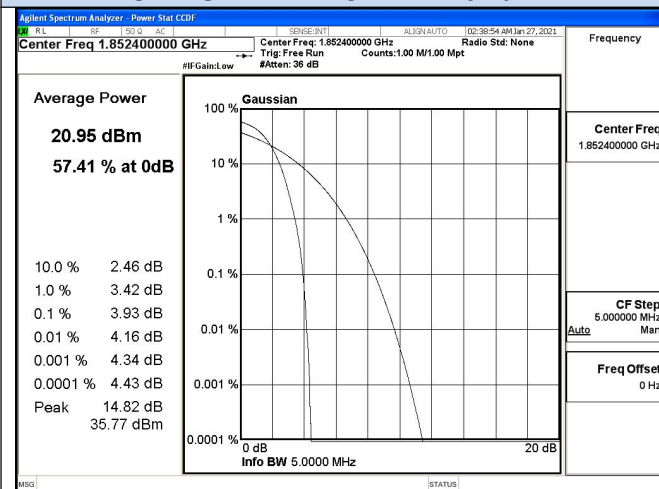 Agilent Spectrum Analyzer - Power Stat CCDF
RL RF 50 Ω AC SENSE:INT ALIGN AUTO 02:38:54 AM Jan 27, 2021
Center Freq 1.852400000 GHz
Center Freq: 1.852400000 GHz Radio Std: None
Trig: Free Run Counts:1.00 M/1.00 Mpt
#IFGain:Low #Atten: 36 dB
Frequency
Average Power
20.95 dBm
57.41 % at 0dB
10.0 % 2.46 dB
1.0 % 3.42 dB
0.1 % 3.93 dB
0.01 % 4.16 dB
0.001 % 4.34 dB
0.0001 % 4.43 dB
Peak 14.82 dB
35.77 dBm
Gaussian
100 %
10 %
1 %
0.1 %
0.01 %
0.001 %
0.0001 %
0 dB 20 dB
Info BW 5.0000 MHz
Center Freq
1.852400000 GHz
CF Step
5.000000 MHz
Auto Man
Freq Offset
0 Hz
MSG STATUS